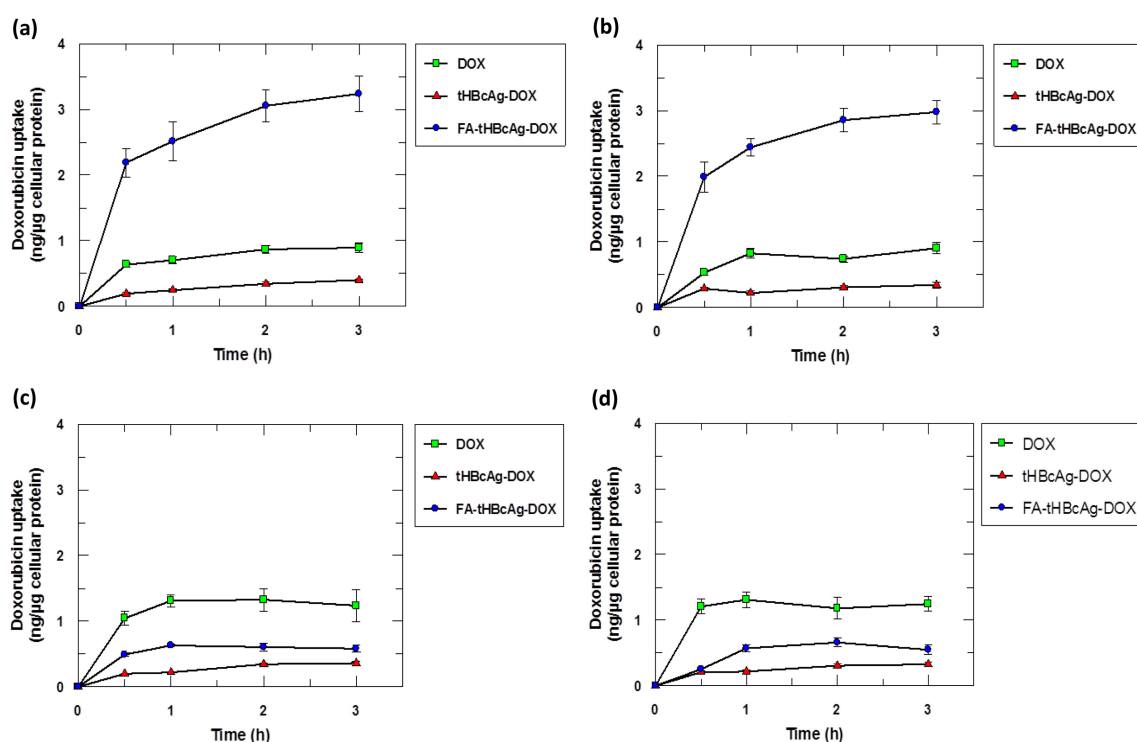 (a)
4
3
2
1
0
0
1
2
3
Doxorubicin uptake
(ng/µg cellular protein)
Time (h)
DOX
tHBcAg-DOX
FA-tHBcAg-DOX
(b)
4
3
2
1
0
0
1
2
3
Doxorubicin uptake
(ng/µg cellular protein)
Time (h)
DOX
tHBcAg-DOX
FA-tHBcAg-DOX
(c)
4
3
2
1
0
0
1
2
3
Doxorubicin uptake
(ng/µg cellular protein)
Time (h)
DOX
tHBcAg-DOX
FA-tHBcAg-DOX
(d)
4
3
2
1
0
0
1
2
3
Doxorubicin uptake
(ng/µg cellular protein)
Time (h)
DOX
tHBcAg-DOX
FA-tHBcAg-DOX